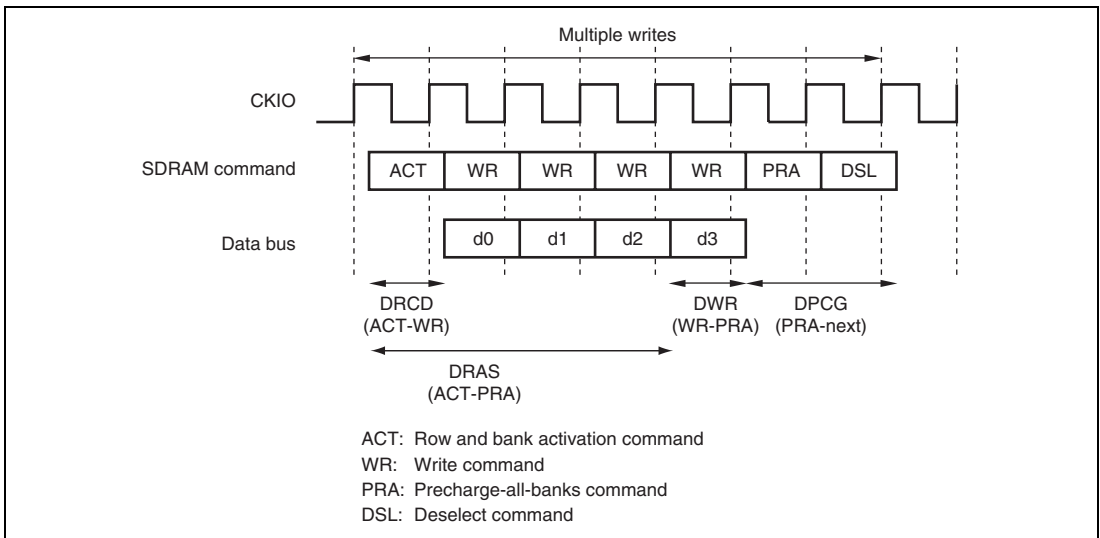 Multiple writes
CKIO
SDRAM command
ACT WR WR WR WR PRA DSL
Data bus
d0 d1 d2 d3
DRCD DWR DPCG
(ACT-WR) (WR-PRA) (PRA-next)
DRAS
(ACT-PRA)
ACT: Row and bank activation command
WR: Write command
PRA: Precharge-all-banks command
DSL: Deselect command